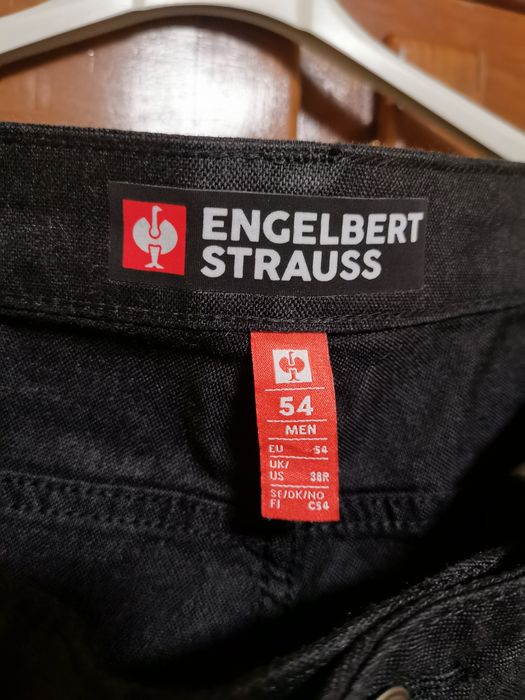 ENGELBERT
STRAUSS
54
MEN
EU 54
UK/
US 38R
SE/DK/NO
FI C54